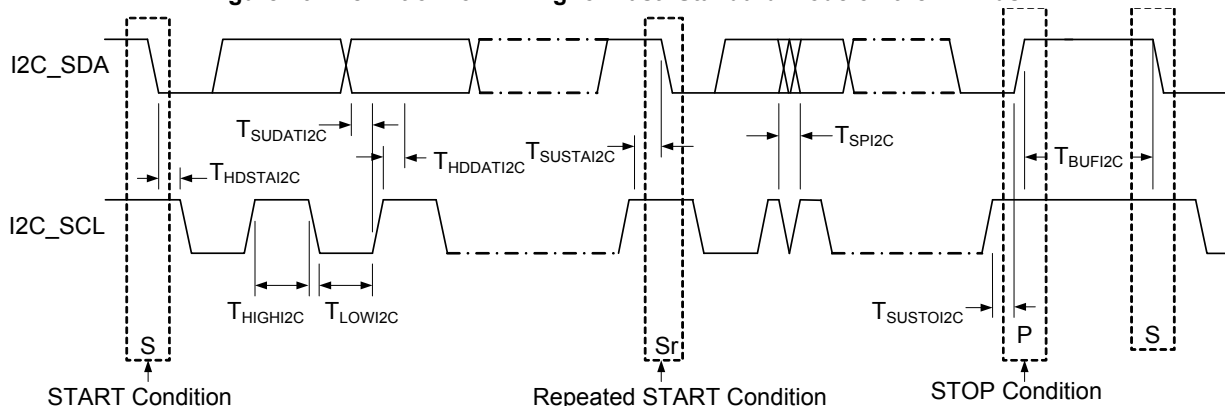 I2C_SDA
T_SUDATI2C
T_HDDATI2C
T_SUSTAI2C
T_SPI2C
T_BUFI2C
T_HDSTAI2C
I2C_SCL
T_HIGHI2C
T_LOWI2C
T_SUSTOI2C
S
Sr
P
S
START Condition
Repeated START Condition
STOP Condition